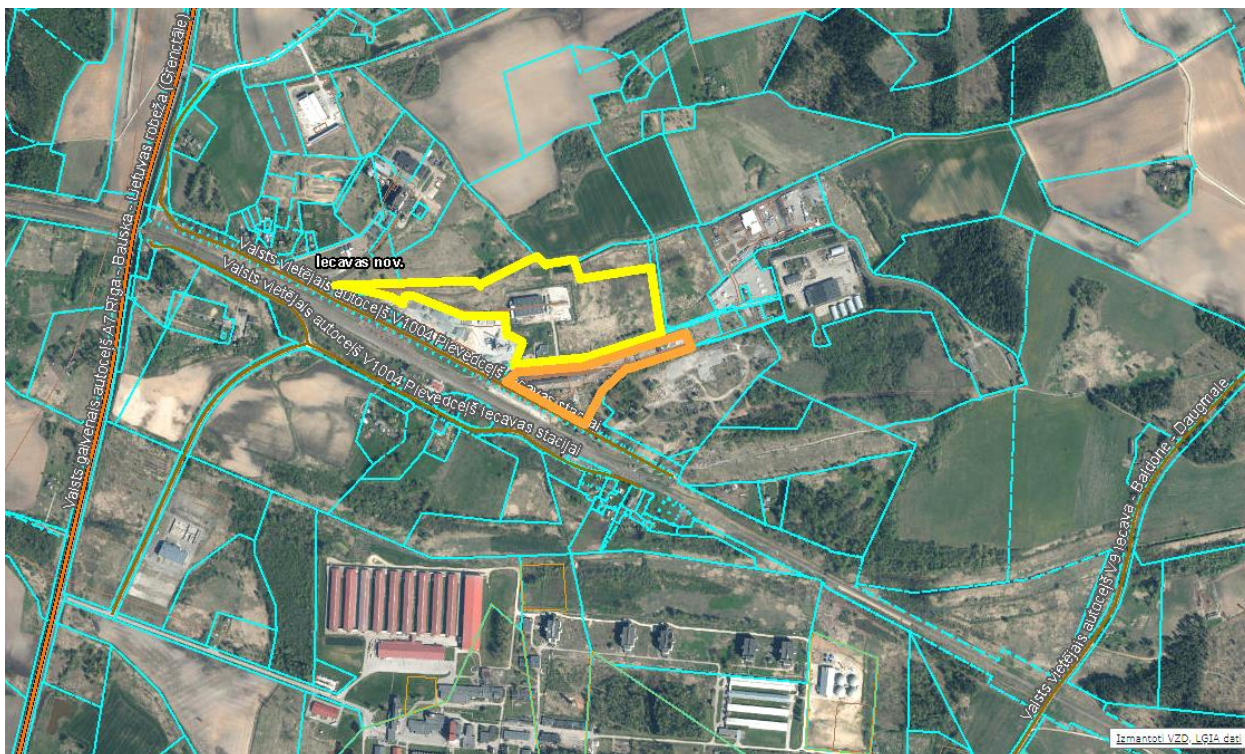 Valsts galvenais autoceļš A7 Rīga - Bauska - Lietuvas robeža (Grenctāle)
Iecavas nov.
Valsts vietējais autoceļš V1004 Pievedceļš Iecavas stacijai
Valsts vietējais autoceļš V1004 Pievedceļš Iecavas stacijai
Valsts vietējais autoceļš V9 Iecava - Baldone - Daugmale
Izmantoti VZD, LĢIA dati